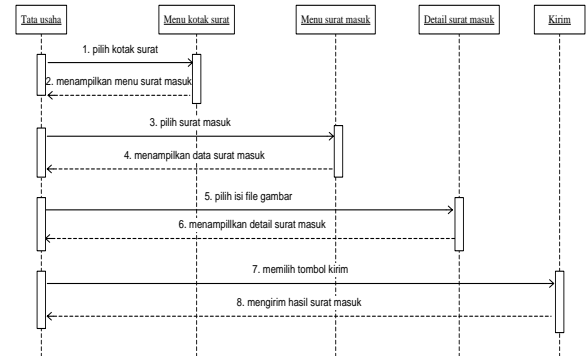 Tata usaha
Menu kotak surat
Menu surat masuk
Detail surat masuk
Kirim
1. pilih kotak surat
2. menampilkan menu surat masuk
3. pilih surat masuk
4. menampilkan data surat masuk
5. pilih isi file gambar
6. menampillkan detail surat masuk
7. memilih tombol kirim
8. mengirim hasil surat masuk